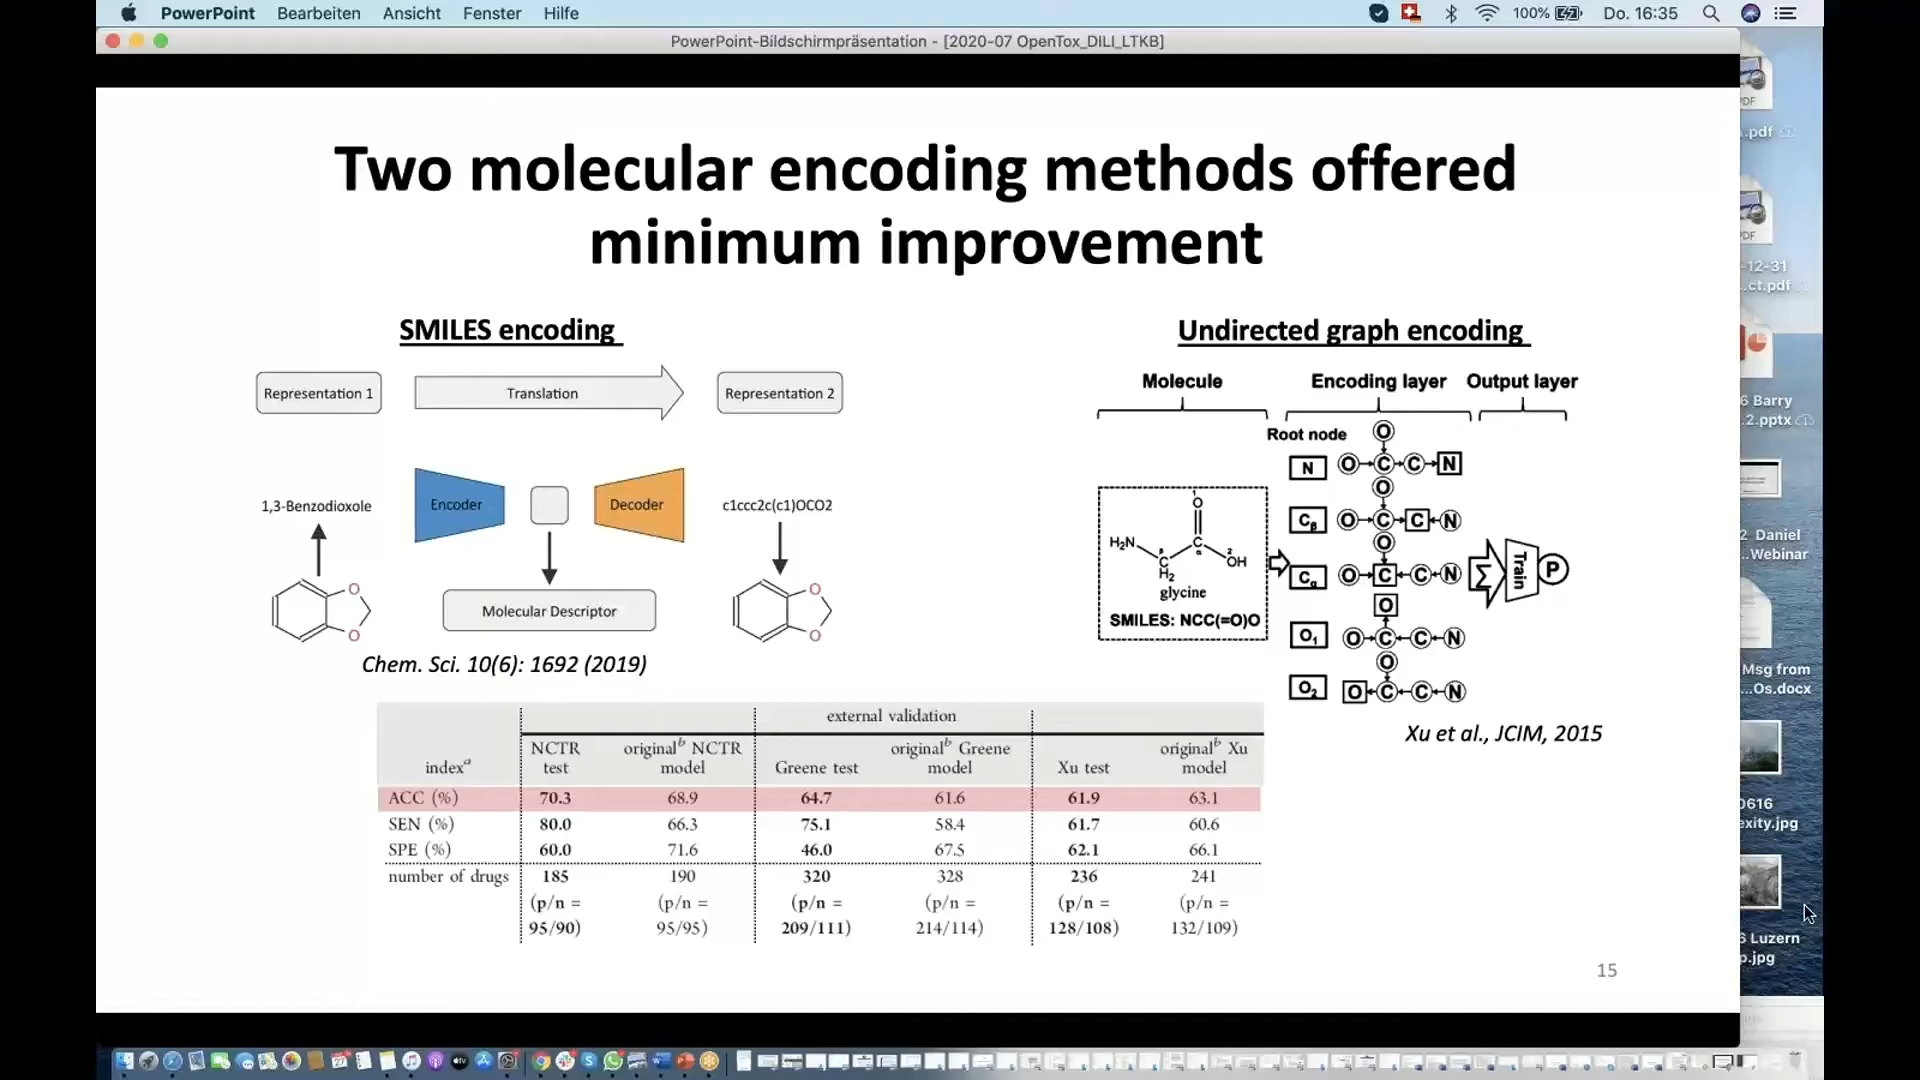 PowerPoint Bearbeiten Ansicht Fenster Hilfe
100% Do. 16:35
PowerPoint-Bildschirmpräsentation - [2020-07 OpenTox_DILI_LTKB]
Two molecular encoding methods offered
minimum improvement
SMILES encoding
Representation 1
Translation
Representation 2
1,3-Benzodioxole
Encoder
Decoder
c1ccc2c(c1)OCO2
O
O
O
O
Molecular Descriptor
Chem. Sci. 10(6): 1692 (2019)
Undirected graph encoding
Molecule Encoding layer Output layer
Root node
O
N O C C N
O
Cβ O C C N
O
Cα O C C N
O
O1 O C C N
O
O2 O C C N
1
O
H2N β C α 2
C OH
H2
glycine
SMILES: NCC(=O)O
Σ Train P
Xu et al., JCIM, 2015
external validation
NCTR original^b NCTR original^b Greene original^b Xu
index^a test model Greene test model Xu test model
ACC (%) 70.3 68.9 64.7 61.6 61.9 63.1
SEN (%) 80.0 66.3 75.1 58.4 61.7 60.6
SPE (%) 60.0 71.6 46.0 67.5 62.1 66.1
number of drugs 185 190 320 328 236 241
(p/n = (p/n = (p/n = (p/n = (p/n = (p/n =
95/90) 95/95) 209/111) 214/114) 128/108) 132/109)
15
PDF
.pdf
PDF
-12-31
...ct.pdf
6 Barry
.2.pptx
2 Daniel
...Webinar
Msg from
...Os.docx
0616
exity.jpg
6 Luzern
p.jpg